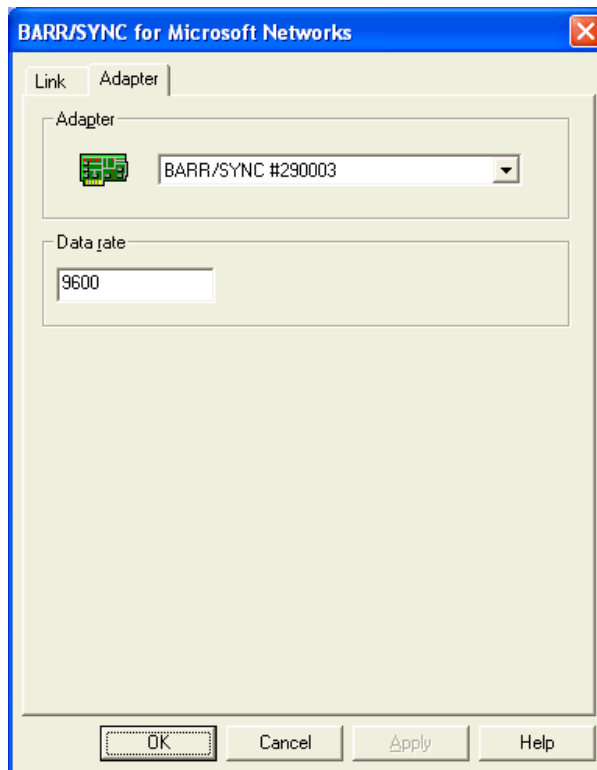 BARR/SYNC for Microsoft Networks
Link Adapter
Adapter
BARR/SYNC #290003
Data rate
9600
OK Cancel Apply Help